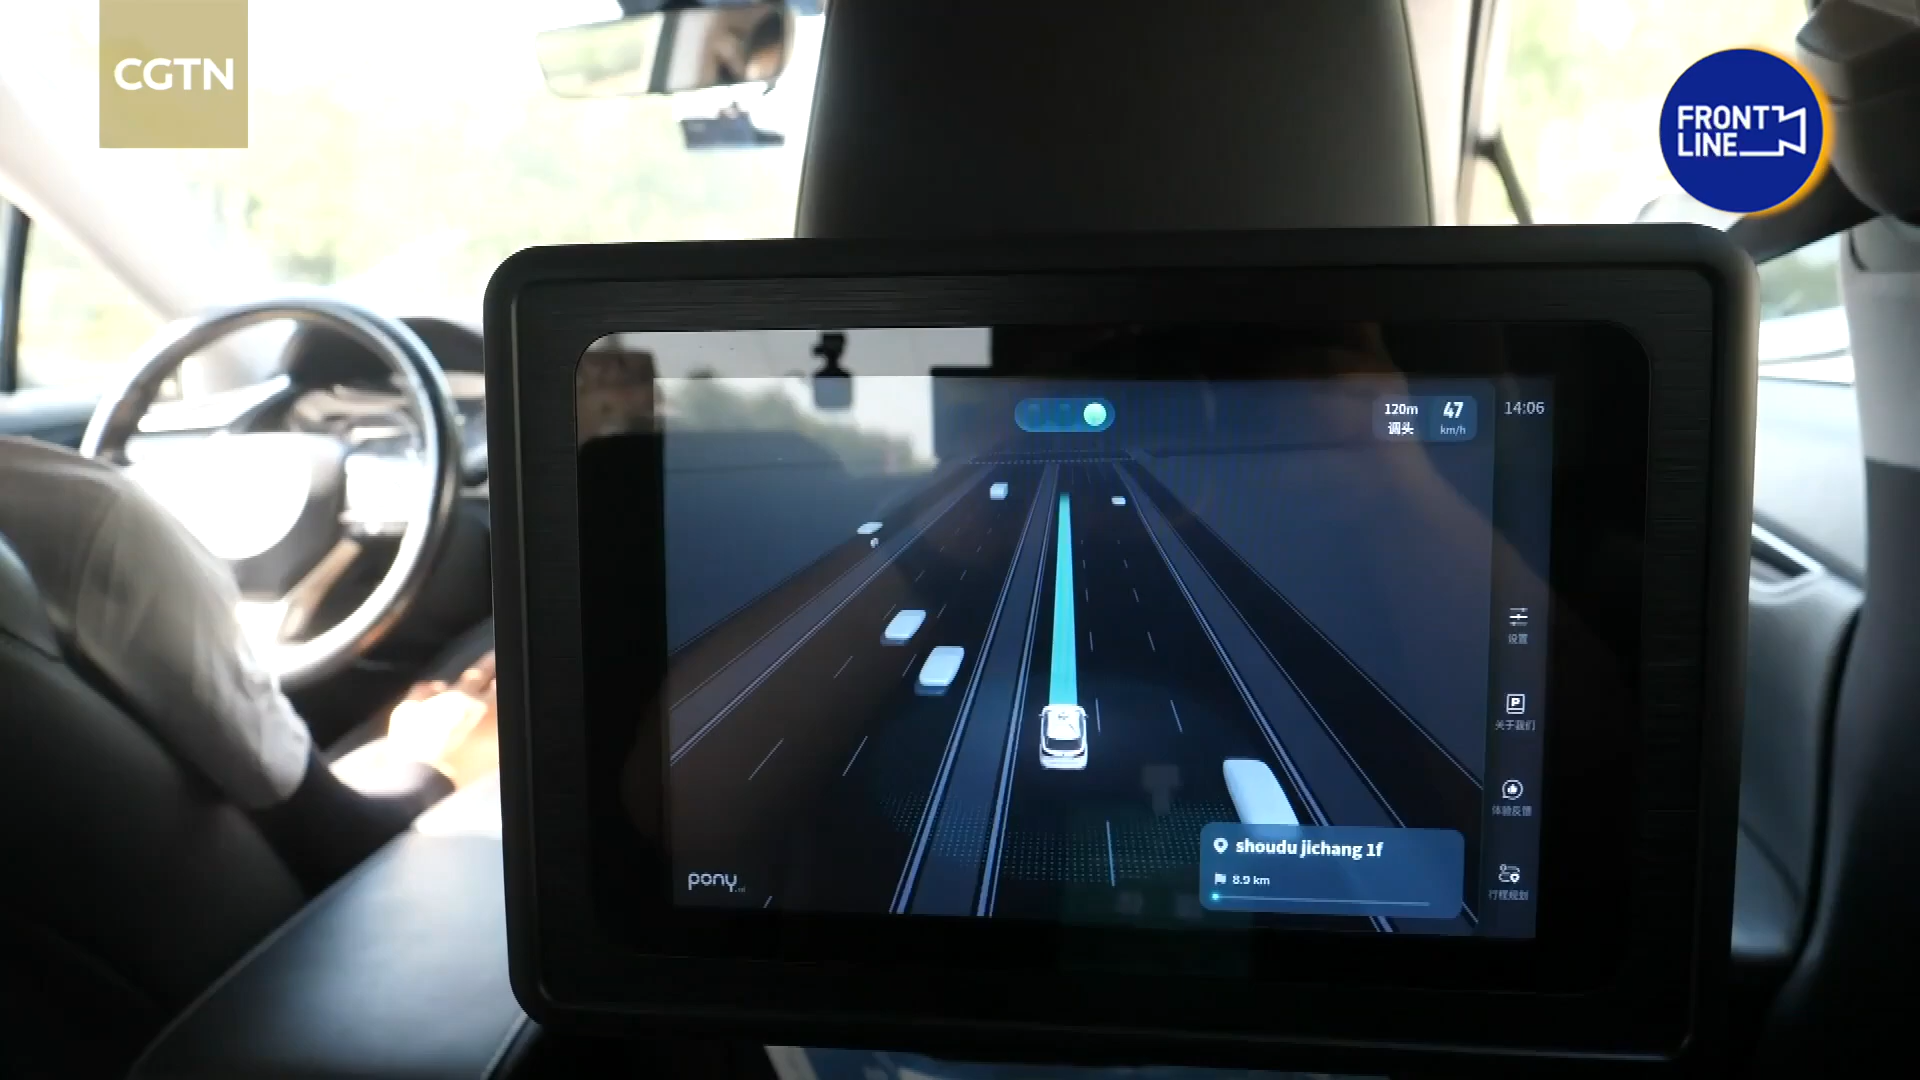 CGTN
FRONT
LINE
120m
调头
47
km/h
14:06
设置
P
关于我们
体验反馈
行程规划
shoudu jichang 1f
8.9 km
pony.ai